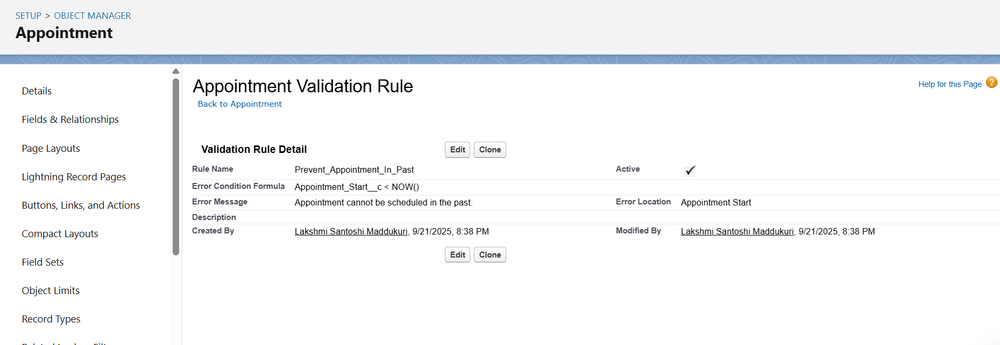 SETUP > OBJECT MANAGER
Appointment
Details
Fields & Relationships
Page Layouts
Lightning Record Pages
Buttons, Links, and Actions
Compact Layouts
Field Sets
Object Limits
Record Types
Appointment Validation Rule
Back to Appointment
Help for this Page ?
Validation Rule Detail Edit Clone
Rule Name Prevent_Appointment_In_Past Active
Error Condition Formula Appointment_Start__c < NOW()
Error Message Appointment cannot be scheduled in the past. Error Location Appointment Start
Description
Created By Lakshmi Santoshi Maddukuri, 9/21/2025, 8:38 PM Modified By Lakshmi Santoshi Maddukuri, 9/21/2025, 8:38 PM
Edit Clone